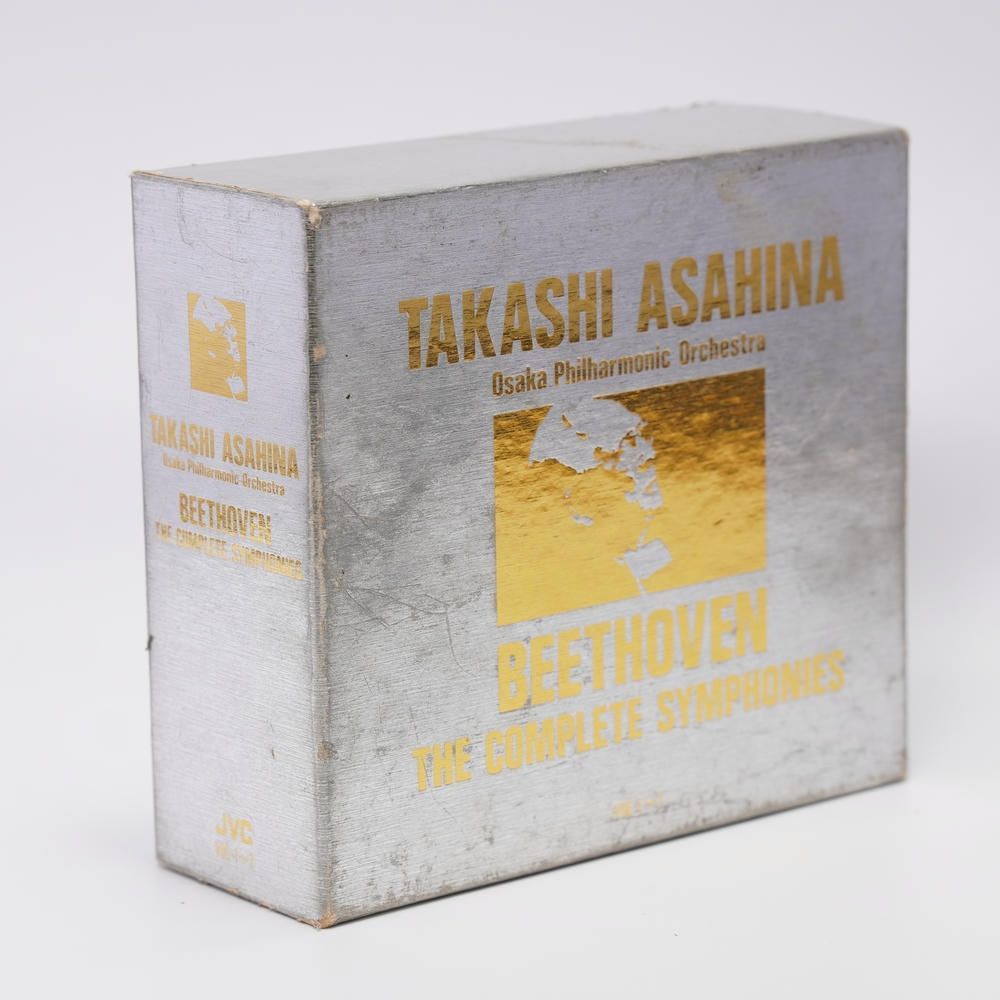 TAKASHI ASAHINA
Osaka Philharmonic Orchestra
BEETHOVEN
THE COMPLETE SYMPHONIES
TAKASHI ASAHINA
Osaka Philharmonic Orchestra
BEETHOVEN
THE COMPLETE SYMPHONIES
JVC